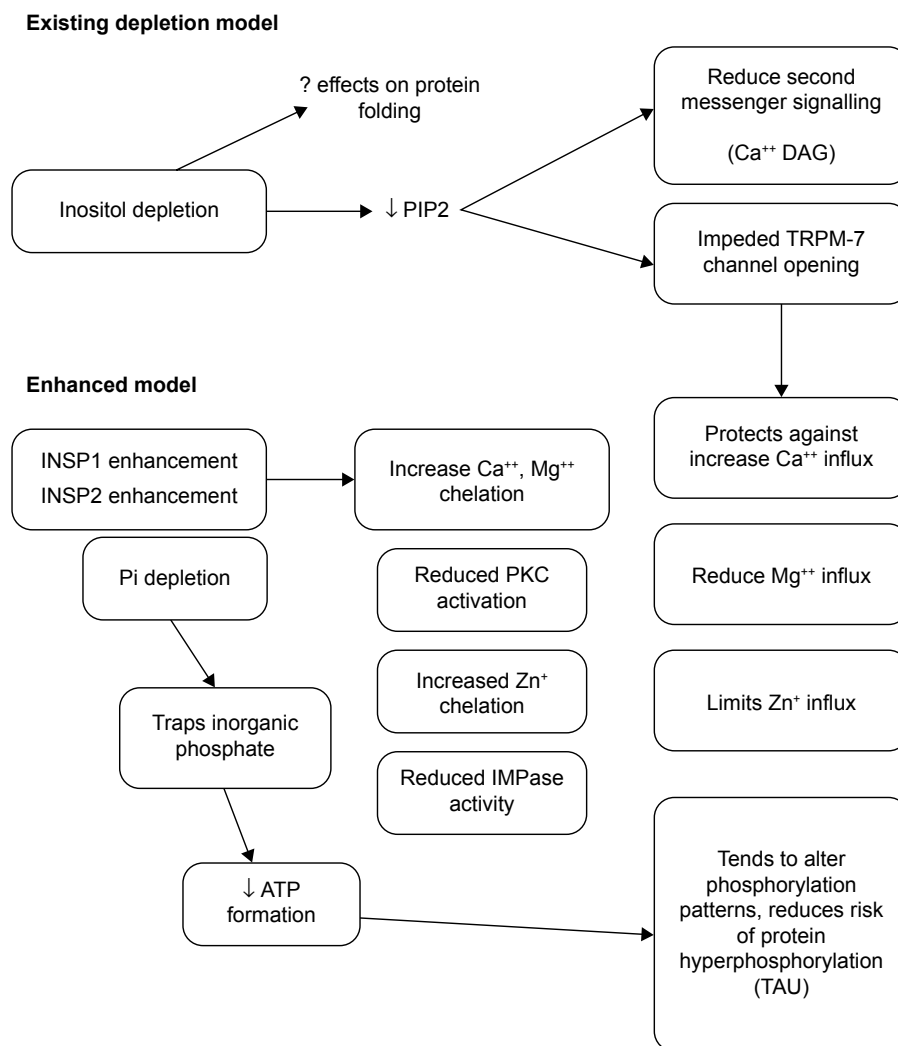 Existing depletion model
? effects on protein
folding
Reduce second
messenger signalling
(Ca⁺⁺ DAG)
Inositol depletion
↓ PIP2
Impeded TRPM-7
channel opening
Enhanced model
INSP1 enhancement
INSP2 enhancement
Increase Ca⁺⁺, Mg⁺⁺
chelation
Protects against
increase Ca⁺⁺ influx
Pi depletion
Reduced PKC
activation
Reduce Mg⁺⁺ influx
Traps inorganic
phosphate
Increased Zn⁺
chelation
Limits Zn⁺ influx
Reduced IMPase
activity
↓ ATP
formation
Tends to alter
phosphorylation
patterns, reduces risk
of protein
hyperphosphorylation
(TAU)